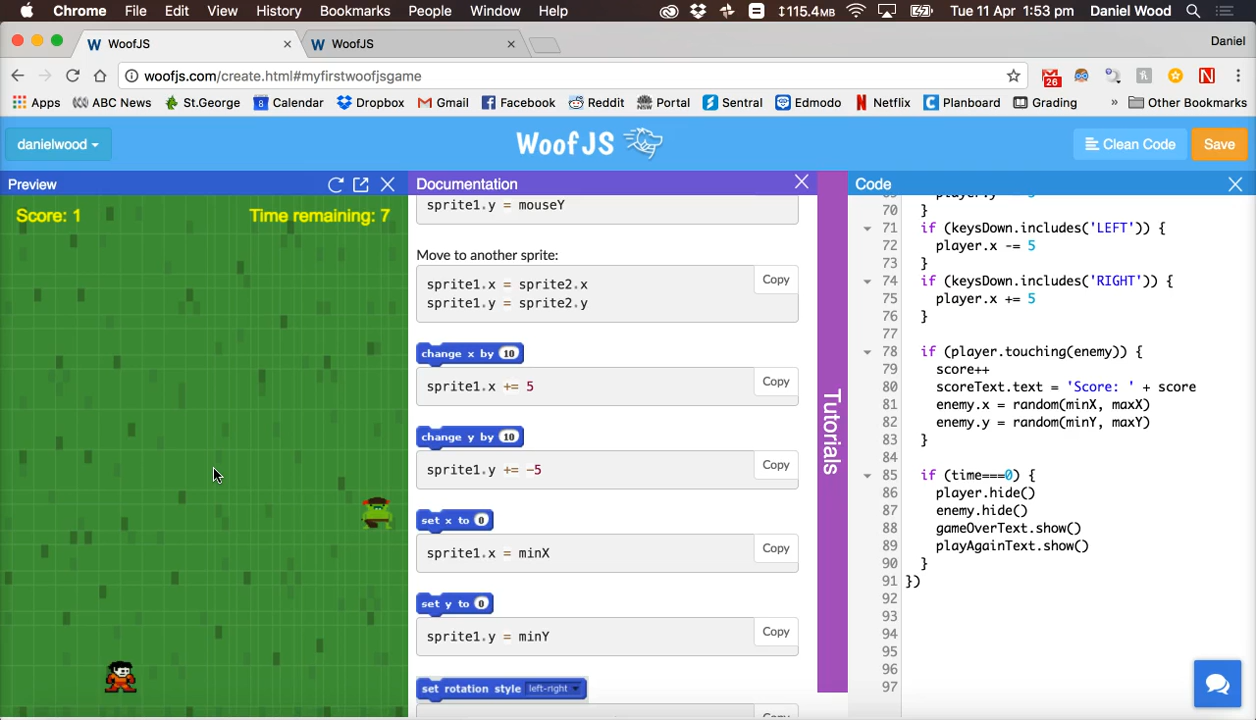 Chrome File Edit View History Bookmarks People Window Help 115.4MB Tue 11 Apr 1:53 pm Daniel Wood
W WoofJS × W WoofJS × Daniel
woofjs.com/create.html#myfirstwoofjsgame 26 N
Apps ABC News St.George 8 Calendar Dropbox Gmail Facebook Reddit Portal Sentral Edmodo Netflix Planboard Grading » Other Bookmarks
danielwood WoofJS Clean Code Save
Preview
Score: 1 Time remaining: 7
Documentation
sprite1.y = mouseY
Move to another sprite:
sprite1.x = sprite2.x Copy
sprite1.y = sprite2.y
change x by 10
sprite1.x += 5 Copy
change y by 10
sprite1.y += -5 Copy
set x to 0
sprite1.x = minX Copy
set y to 0
sprite1.y = minY Copy
set rotation style left-right
Tutorials
Code
70 }
71 if (keysDown.includes('LEFT')) {
72 player.x -= 5
73 }
74 if (keysDown.includes('RIGHT')) {
75 player.x += 5
76 }
77
78 if (player.touching(enemy)) {
79 score++
80 scoreText.text = 'Score: ' + score
81 enemy.x = random(minX, maxX)
82 enemy.y = random(minY, maxY)
83 }
84
85 if (time===0) {
86 player.hide()
87 enemy.hide()
88 gameOverText.show()
89 playAgainText.show()
90 }
91 })
92
93
94
95
96
97